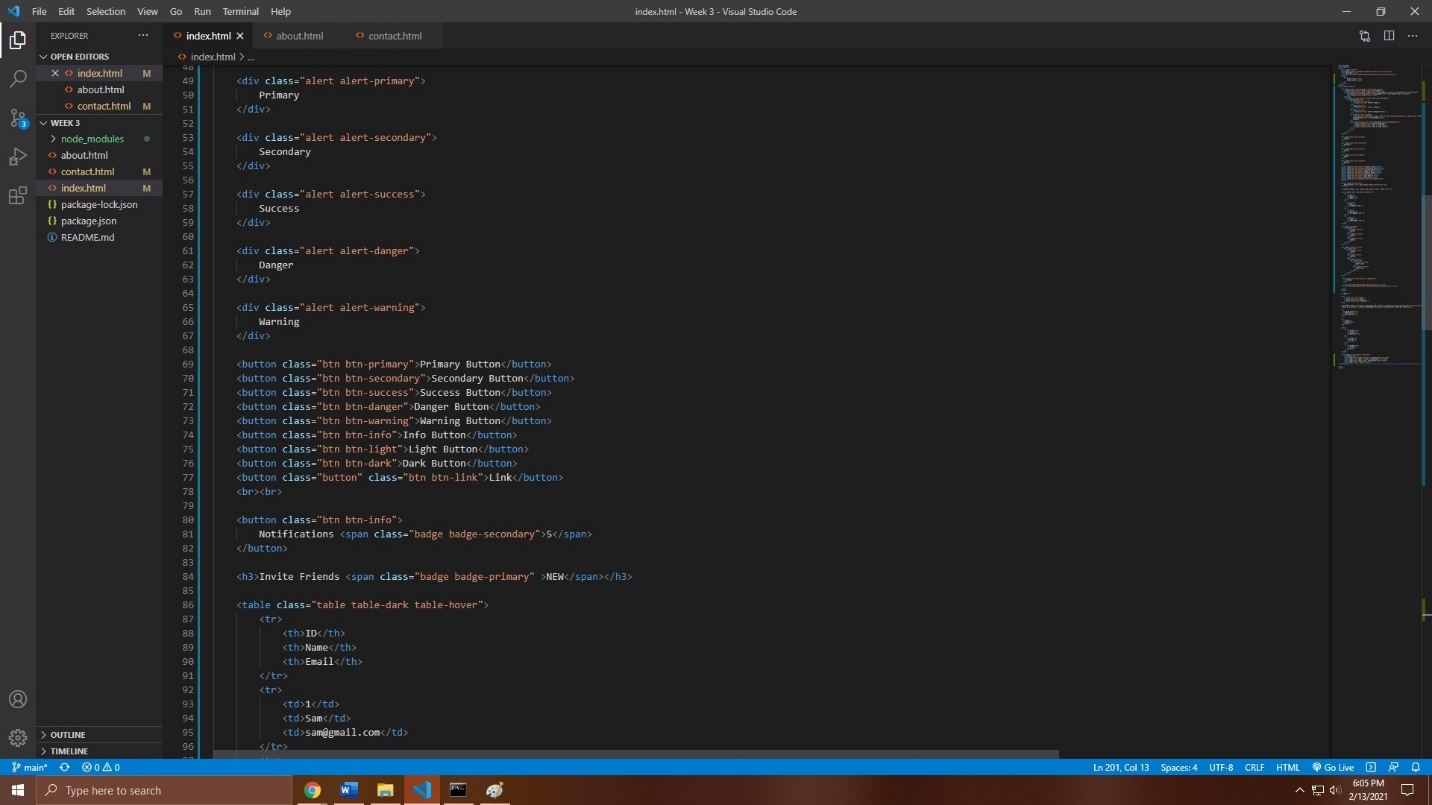 File Edit Selection View Go Run Terminal Help
index.html - Week 3 - Visual Studio Code
EXPLORER
OPEN EDITORS
index.html M
about.html
contact.html M
WEEK 3
node_modules
about.html
contact.html M
index.html M
package-lock.json
package.json
README.md
OUTLINE
TIMELINE
index.html about.html contact.html
index.html > ...
48
49 <div class="alert alert-primary">
50 Primary
51 </div>
52
53 <div class="alert alert-secondary">
54 Secondary
55 </div>
56
57 <div class="alert alert-success">
58 Success
59 </div>
60
61 <div class="alert alert-danger">
62 Danger
63 </div>
64
65 <div class="alert alert-warning">
66 Warning
67 </div>
68
69 <button class="btn btn-primary">Primary Button</button>
70 <button class="btn btn-secondary">Secondary Button</button>
71 <button class="btn btn-success">Success Button</button>
72 <button class="btn btn-danger">Danger Button</button>
73 <button class="btn btn-warning">Warning Button</button>
74 <button class="btn btn-info">Info Button</button>
75 <button class="btn btn-light">Light Button</button>
76 <button class="btn btn-dark">Dark Button</button>
77 <button class="button" class="btn btn-link">Link</button>
78 <br><br>
79
80 <button class="btn btn-info">
81 Notifications <span class="badge badge-secondary">5</span>
82 </button>
83
84 <h3>Invite Friends <span class="badge badge-primary" >NEW</span></h3>
85
86 <table class="table table-dark table-hover">
87 <tr>
88 <th>ID</th>
89 <th>Name</th>
90 <th>Email</th>
91 </tr>
92 <tr>
93 <td>1</td>
94 <td>Sam</td>
95 <td>sam@gmail.com</td>
96 </tr>
3
main* 0 0
Ln 201, Col 13 Spaces: 4 UTF-8 CRLF HTML Go Live
Type here to search
6:05 PM
2/13/2021